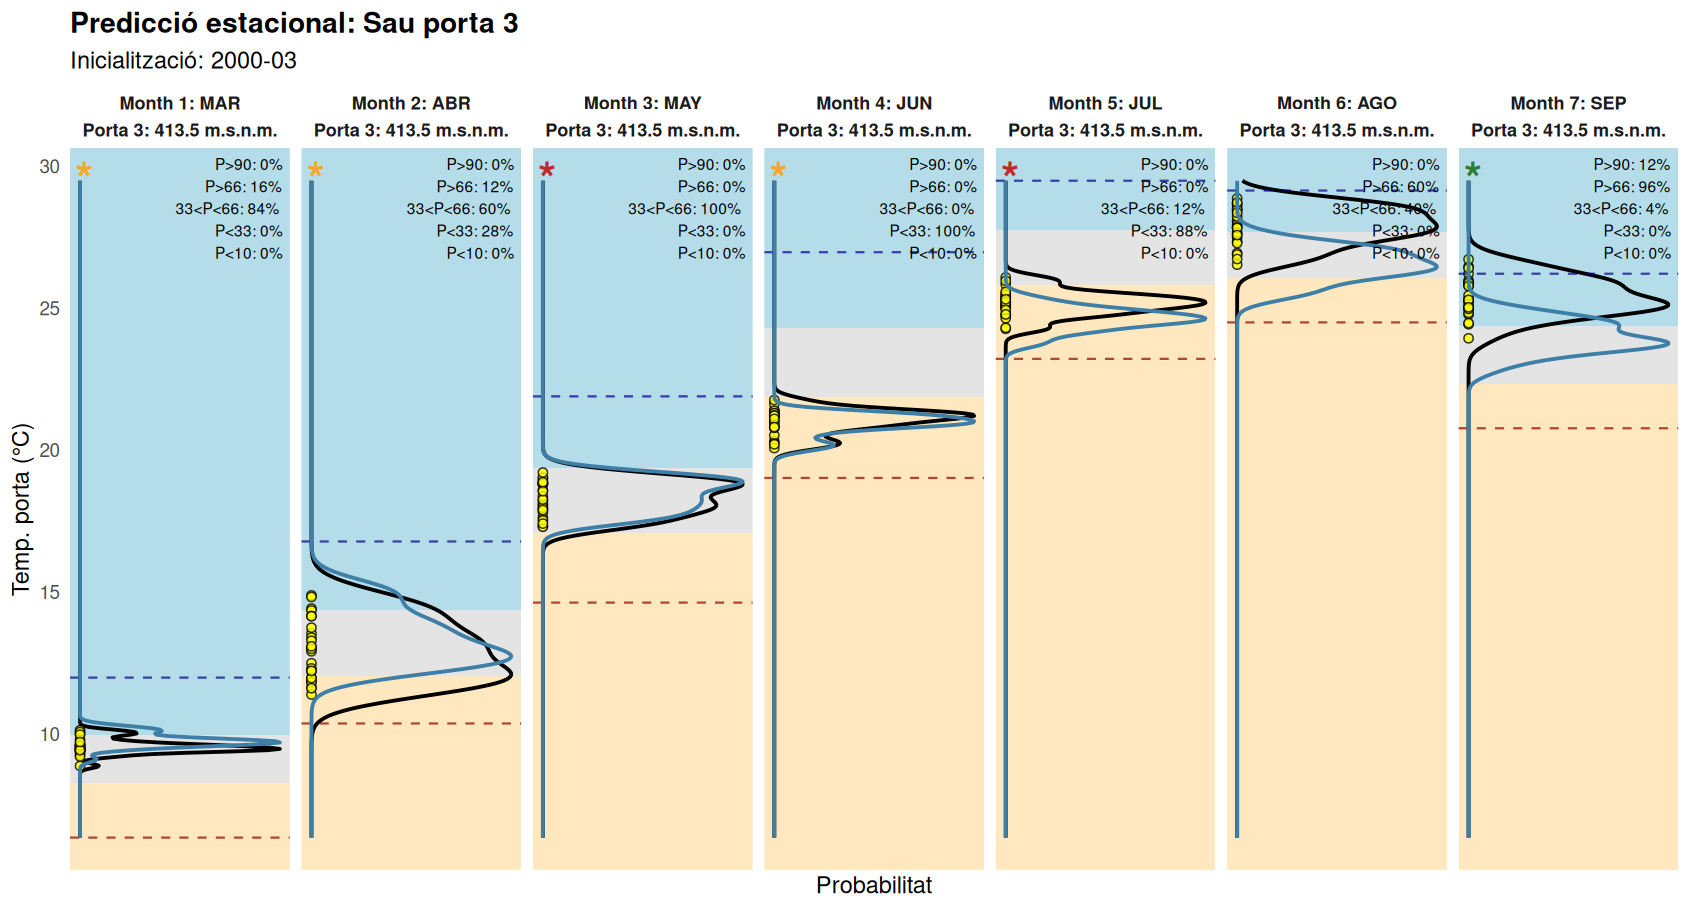 Predicció estacional: Sau porta 3
Inicialització: 2000-03
Month 1: MAR
Porta 3: 413.5 m.s.n.m.
Month 2: ABR
Porta 3: 413.5 m.s.n.m.
Month 3: MAY
Porta 3: 413.5 m.s.n.m.
Month 4: JUN
Porta 3: 413.5 m.s.n.m.
Month 5: JUL
Porta 3: 413.5 m.s.n.m.
Month 6: AGO
Porta 3: 413.5 m.s.n.m.
Month 7: SEP
Porta 3: 413.5 m.s.n.m.
Temp. porta (°C)
30
25
20
15
10
*
P>90: 0%
P>66: 16%
33<P<66: 84%
P<33: 0%
P<10: 0%
*
P>90: 0%
P>66: 12%
33<P<66: 60%
P<33: 28%
P<10: 0%
*
P>90: 0%
P>66: 0%
33<P<66: 100%
P<33: 0%
P<10: 0%
*
P>90: 0%
P>66: 0%
33<P<66: 0%
P<33: 100%
P<10: 0%
*
P>90: 0%
P>66: 0%
33<P<66: 12%
P<33: 88%
P<10: 0%
P>90: 0%
P>66: 60%
33<P<66: 40%
P<33: 0%
P<10: 0%
*
P>90: 12%
P>66: 96%
33<P<66: 4%
P<33: 0%
P<10: 0%
Probabilitat